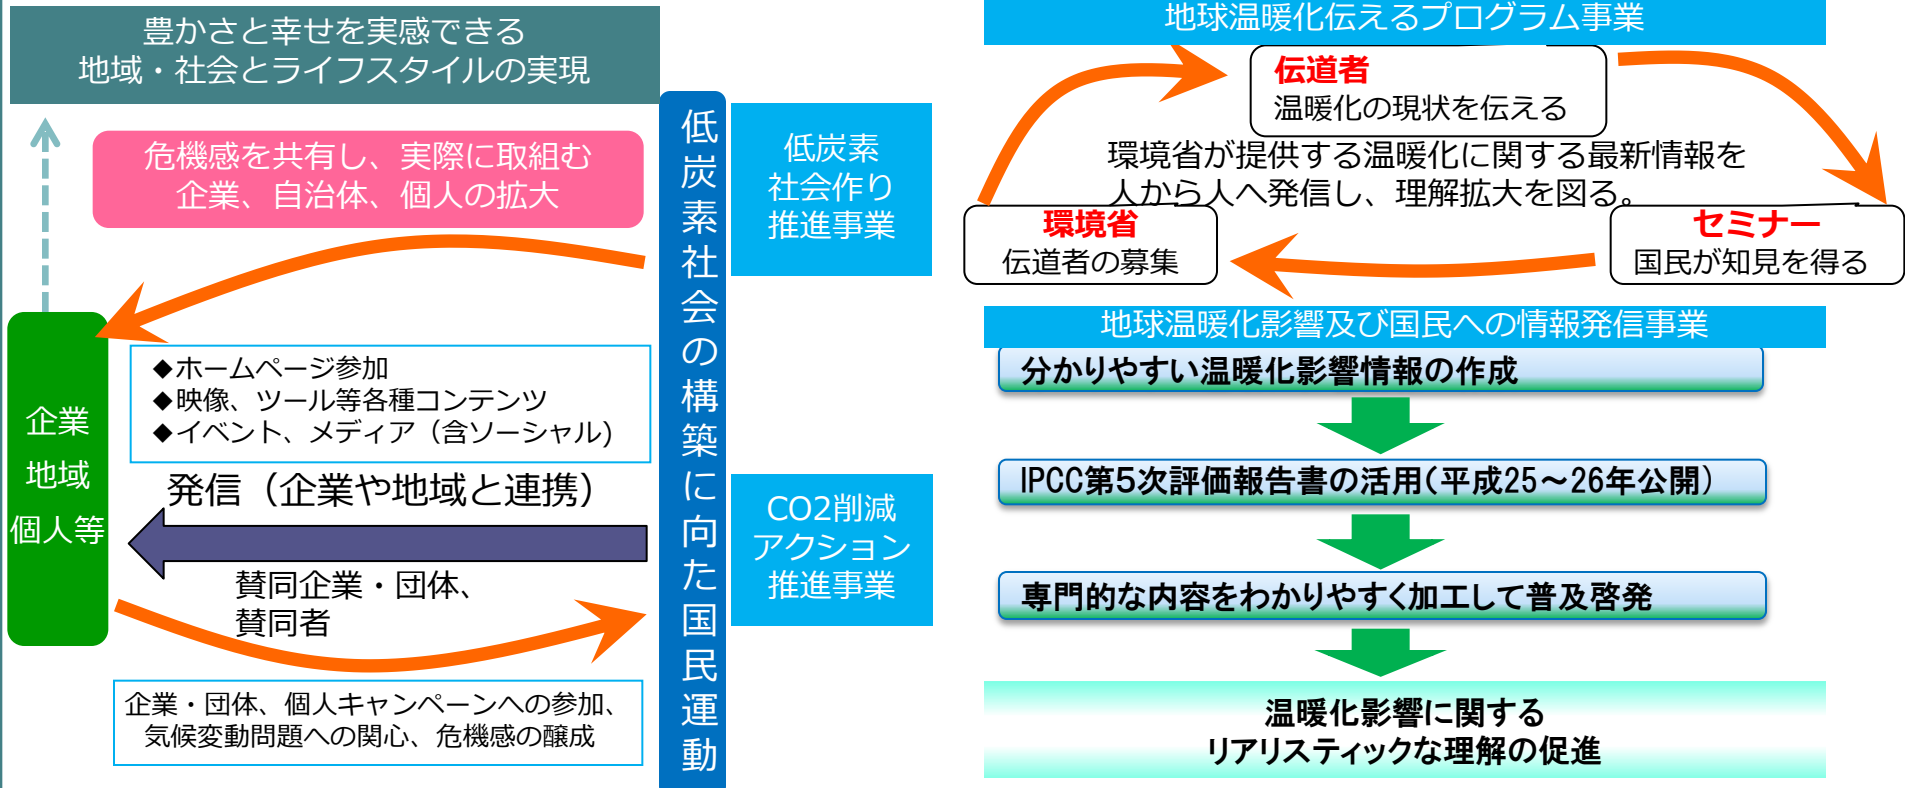 豊かさと幸せを実感できる
地域・社会とライフスタイルの実現
危機感を共有し、実際に取組む
企業、自治体、個人の拡大
◆ホームページ参加
◆映像、ツール等各種コンテンツ
◆イベント、メディア（含ソーシャル）
企業
地域
個人等
発信（企業や地域と連携）
賛同企業・団体、
賛同者
企業・団体、個人キャンペーンへの参加、
気候変動問題への関心、危機感の醸成
低炭素社会の構築に向た国民運動
低炭素
社会作り
推進事業
CO2削減
アクション
推進事業
地球温暖化伝えるプログラム事業
伝道者
温暖化の現状を伝える
環境省が提供する温暖化に関する最新情報を
人から人へ発信し、理解拡大を図る。
環境省
伝道者の募集
セミナー
国民が知見を得る
地球温暖化影響及び国民への情報発信事業
分かりやすい温暖化影響情報の作成
IPCC第5次評価報告書の活用（平成25～26年公開）
専門的な内容をわかりやすく加工して普及啓発
温暖化影響に関する
リアリスティックな理解の促進